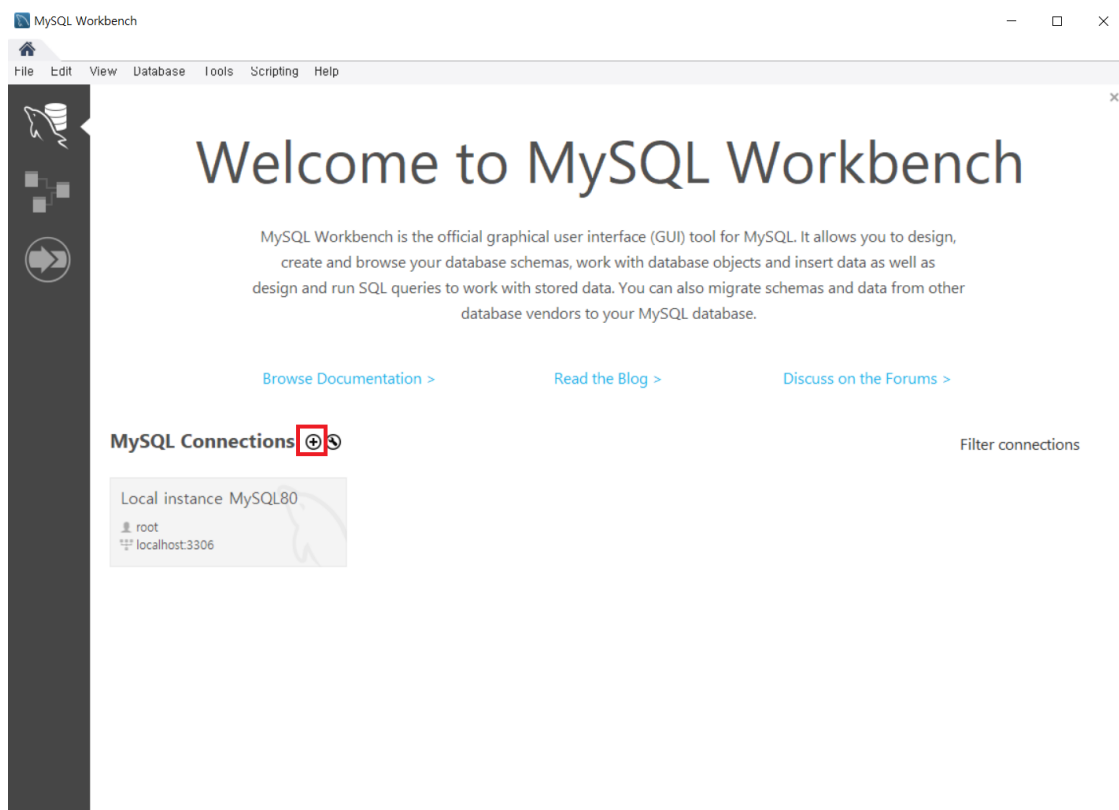 MySQL Workbench
File Edit View Database Tools Scripting Help
Welcome to MySQL Workbench
MySQL Workbench is the official graphical user interface (GUI) tool for MySQL. It allows you to design,
create and browse your database schemas, work with database objects and insert data as well as
design and run SQL queries to work with stored data. You can also migrate schemas and data from other
database vendors to your MySQL database.
Browse Documentation > Read the Blog > Discuss on the Forums >
MySQL Connections
Filter connections
Local instance MySQL80
root
localhost:3306